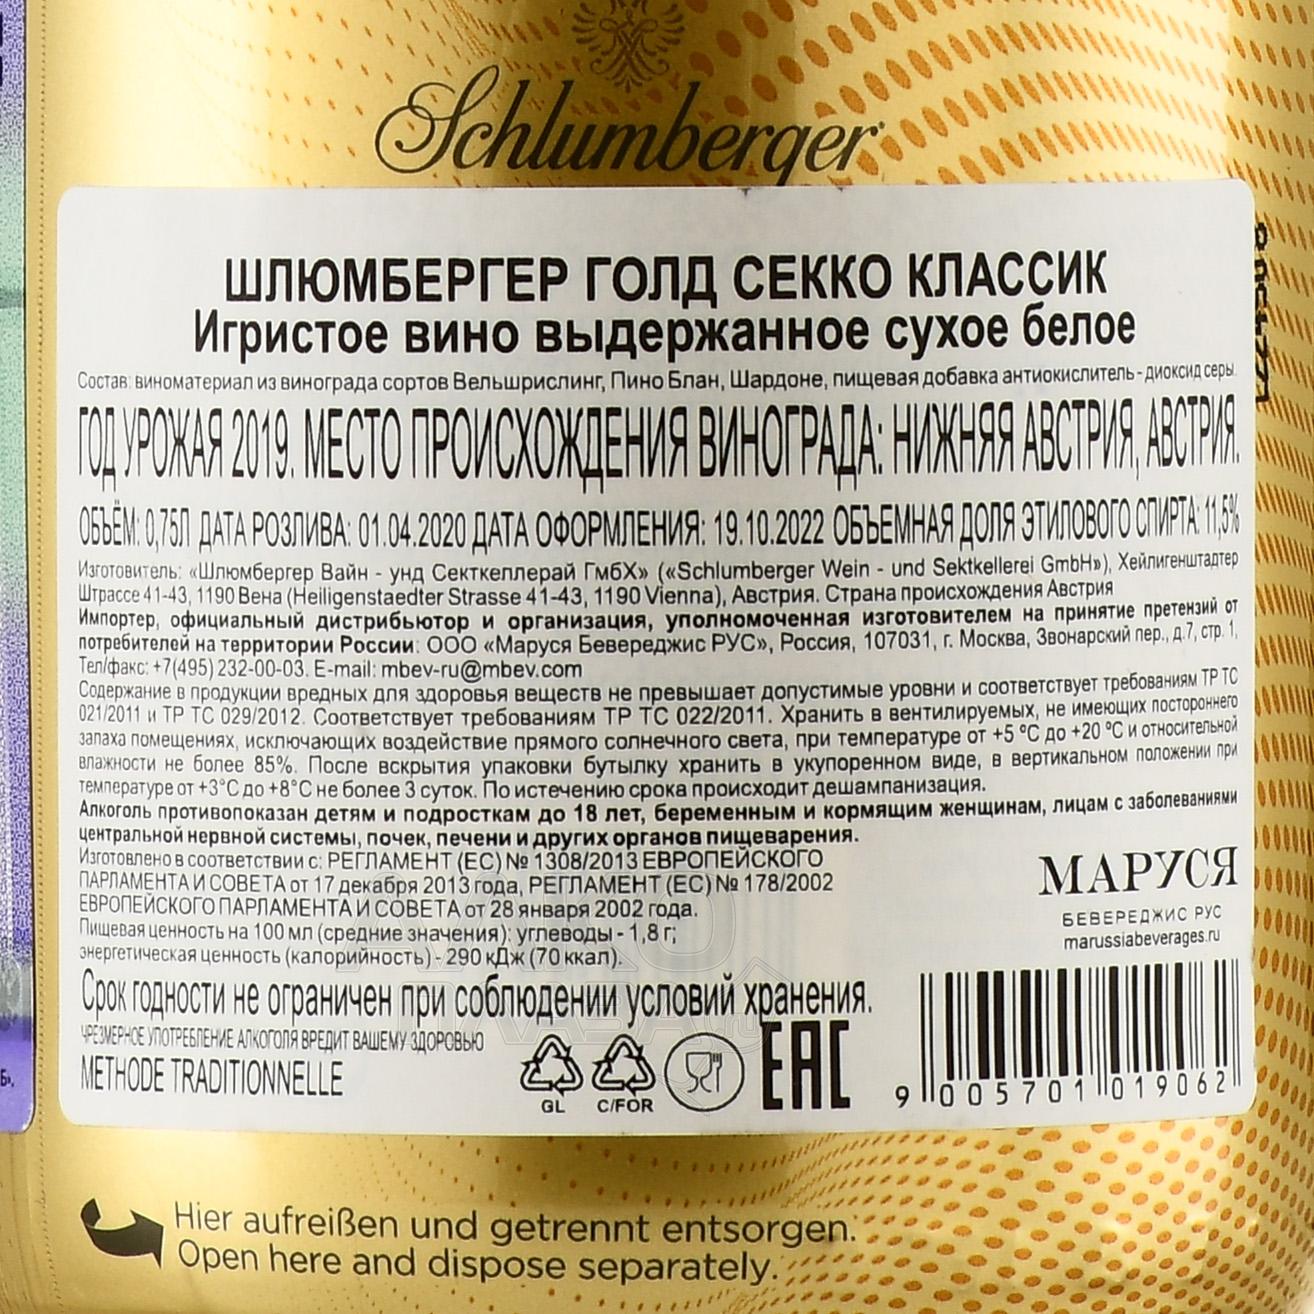 Schlumberger
ШЛЮМБЕРГЕР ГОЛД СЕККО КЛАССИК
Игристое вино выдержанное сухое белое
Состав: виноматериал из винограда сортов Вельшрислинг, Пино Блан, Шардоне, пищевая добавка антиокислитель - диоксид серы.
ГОД УРОЖАЯ 2019. МЕСТО ПРОИСХОЖДЕНИЯ ВИНОГРАДА: НИЖНЯЯ АВСТРИЯ, АВСТРИЯ.
ОБЪЁМ: 0,75Л ДАТА РОЗЛИВА: 01.04.2020 ДАТА ОФОРМЛЕНИЯ: 19.10.2022 ОБЪЕМНАЯ ДОЛЯ ЭТИЛОВОГО СПИРТА: 11,5%
Изготовитель: «Шлюмбергер Вайн - унд Секткеллерай ГмбХ» («Schlumberger Wein - und Sektkellerei GmbH»), Хейлигенштадтер
Штрассе 41-43, 1190 Вена (Heiligenstaedter Strasse 41-43, 1190 Vienna), Австрия. Страна происхождения Австрия
Импортер, официальный дистрибьютор и организация, уполномоченная изготовителем на принятие претензий от
потребителей на территории России: ООО «Маруся Бевереджис РУС», Россия, 107031, г. Москва, Звонарский пер., д.7, стр. 1,
Тел/факс: +7(495) 232-00-03. E-mail: mbev-ru@mbev.com
Содержание в продукции вредных для здоровья веществ не превышает допустимые уровни и соответствует требованиям ТР ТС
021/2011 и ТР ТС 029/2012. Соответствует требованиям ТР ТС 022/2011. Хранить в вентилируемых, не имеющих постороннего
запаха помещениях, исключающих воздействие прямого солнечного света, при температуре от +5 °C до +20 °C и относительной
влажности не более 85%. После вскрытия упаковки бутылку хранить в укупоренном виде, в вертикальном положении при
температуре от +3°C до +8°C не более 3 суток. По истечению срока происходит дешампанизация.
Алкоголь противопоказан детям и подросткам до 18 лет, беременным и кормящим женщинам, лицам с заболеваниями
центральной нервной системы, почек, печени и других органов пищеварения.
Изготовлено в соответствии с: РЕГЛАМЕНТ (ЕС) № 1308/2013 ЕВРОПЕЙСКОГО
ПАРЛАМЕНТА И СОВЕТА от 17 декабря 2013 года, РЕГЛАМЕНТ (ЕС) № 178/2002
ЕВРОПЕЙСКОГО ПАРЛАМЕНТА И СОВЕТА от 28 января 2002 года.
Пищевая ценность на 100 мл (средние значения): углеводы - 1,8 г;
энергетическая ценность (калорийность) - 290 кДж (70 ккал).
МАРУСЯ
БЕВЕРЕДЖИС РУС
marussiabeverages.ru
Срок годности не ограничен при соблюдении условий хранения.
ЧРЕЗМЕРНОЕ УПОТРЕБЛЕНИЕ АЛКОГОЛЯ ВРЕДИТ ВАШЕМУ ЗДОРОВЬЮ
METHODE TRADITIONNELLE
GL
C/FOR
EAC
9 005701 019062
Hier aufreißen und getrennt entsorgen.
Open here and dispose separately.